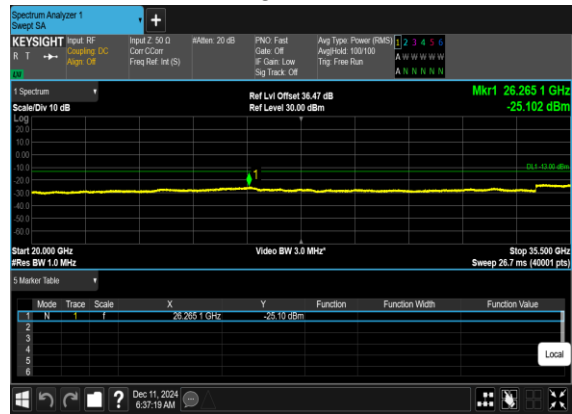 Spectrum Analyzer 1
Swept SA
+
KEYSIGHT Input: RF Input Z: 50 Ω #Atten: 20 dB PNO: Fast Avg Type: Power (RMS) 1 2 3 4 5 6
R T Coupling: DC Corr CCorr Gate: Off Avg|Hold: 100/100 A W W W W W
Align: Off Freq Ref: Int (S) IF Gain: Low Trig: Free Run A N N N N N
Sig Track: Off
LW
1 Spectrum Ref Lvl Offset 36.47 dB Mkr1 26.265 1 GHz
Scale/Div 10 dB Ref Level 30.00 dBm -25.102 dBm
Log
20.0
10.0
0.00
-10.0
DL1 -13.00 dBm
1
-20.0
-30.0
-40.0
-50.0
-60.0
Start 20.000 GHz Video BW 3.0 MHz* Stop 35.500 GHz
#Res BW 1.0 MHz Sweep 26.7 ms (40001 pts)
5 Marker Table
Mode Trace Scale X Y Function Function Width Function Value
1 N 1 f 26.265 1 GHz -25.10 dBm
2
3
4
5
6
Local
? Dec 11, 2024
6:37:19 AM